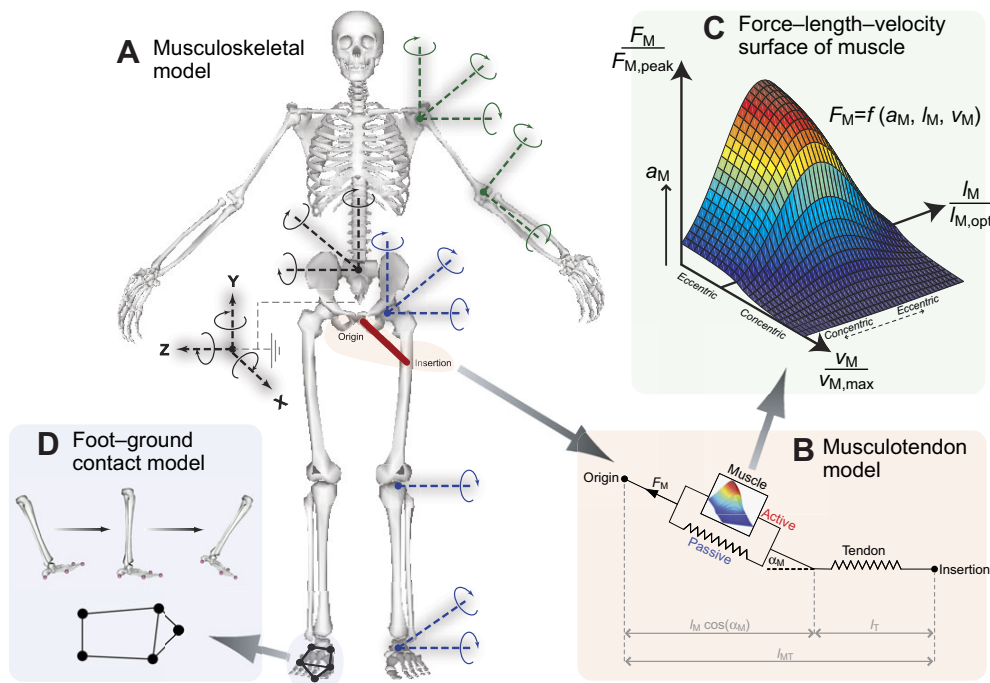 A Musculoskeletal
model
Y
Z
X
Origin
Insertion
C Force–length–velocity
surface of muscle
F_M
F_M,peak
F_M=f (a_M, l_M, v_M)
a_M
l_M
l_M,opt
Eccentric
Concentric
Concentric
Eccentric
v_M
v_M,max
D Foot–ground
contact model
B Musculotendon
model
Origin
F_M
Muscle
Active
Passive
α_M
Tendon
Insertion
l_M cos(α_M)
l_T
l_MT